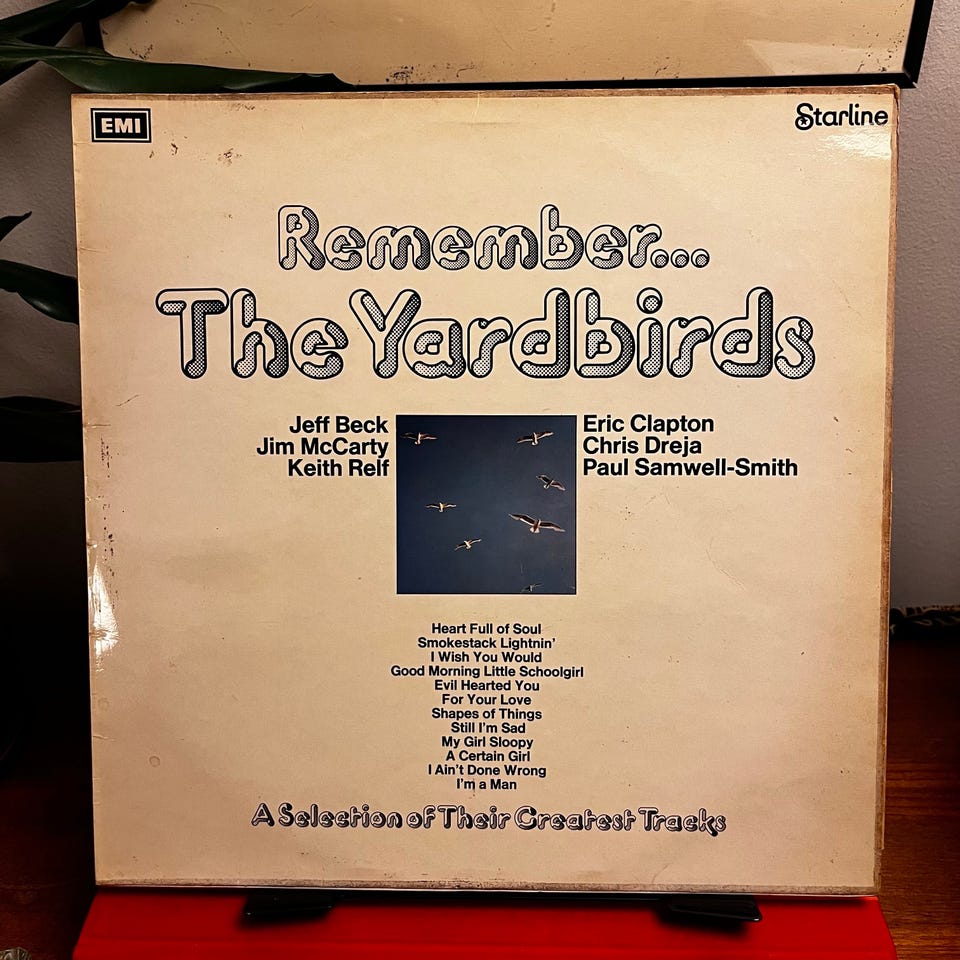 EMI
Starline
Remember...
The Yardbirds
Jeff Beck
Jim McCarty
Keith Relf
Eric Clapton
Chris Dreja
Paul Samwell-Smith
Heart Full of Soul
Smokestack Lightnin'
I Wish You Would
Good Morning Little Schoolgirl
Evil Hearted You
For Your Love
Shapes of Things
Still I'm Sad
My Girl Sloopy
A Certain Girl
I Ain't Done Wrong
I'm a Man
A Selection of Their Greatest Tracks